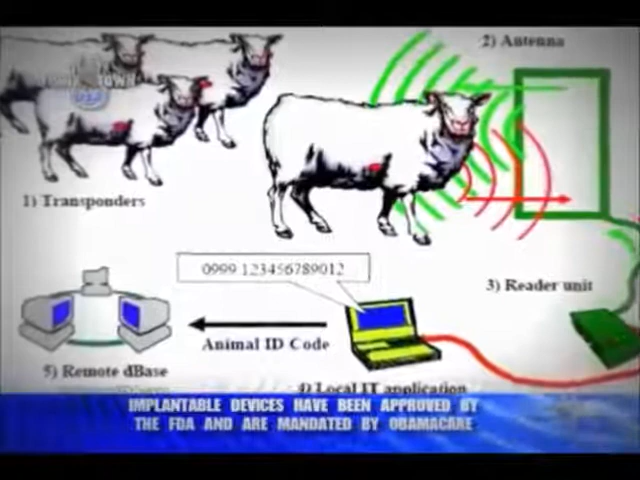 2) Antenna
TOWN
1) Transponders
0999 123456789012
3) Reader unit
Animal ID Code
5) Remote dBase
4) Local IT application
IMPLANTABLE DEVICES HAVE BEEN APPROVED BY
THE FDA AND ARE MANDATED BY OBAMACARE